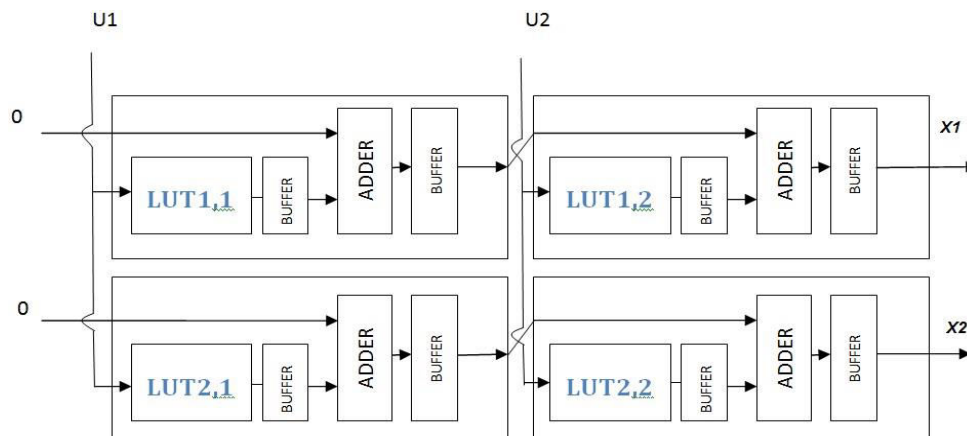 U1 U2
0 X1
LUT1,1 BUFFER ADDER BUFFER LUT1,2 BUFFER ADDER BUFFER
0 X2
LUT2,1 BUFFER ADDER BUFFER LUT2,2 BUFFER ADDER BUFFER